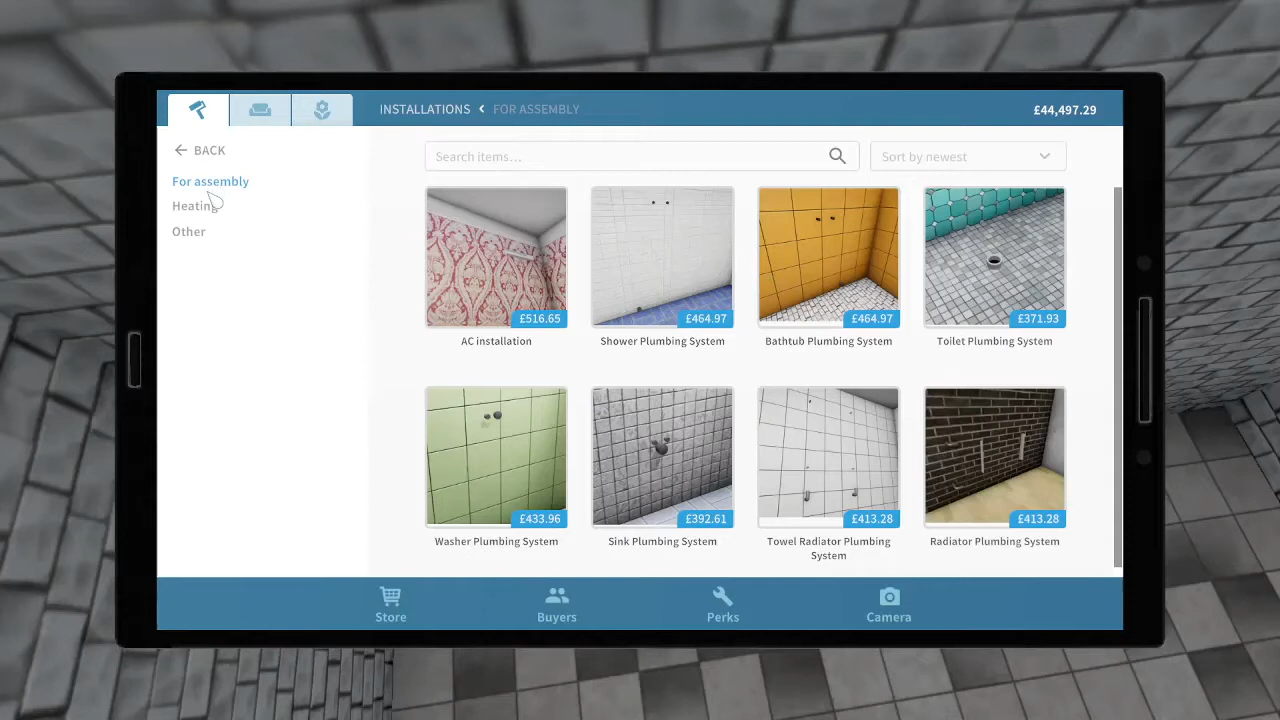 INSTALLATIONS < FOR ASSEMBLY
£44,497.29
BACK
For assembly
Heating
Other
Search items...
Sort by newest
£516.65
£464.97
£464.97
£371.93
AC installation
Shower Plumbing System
Bathtub Plumbing System
Toilet Plumbing System
£433.96
£392.61
£413.28
£413.28
Washer Plumbing System
Sink Plumbing System
Towel Radiator Plumbing
System
Radiator Plumbing System
Store
Buyers
Perks
Camera